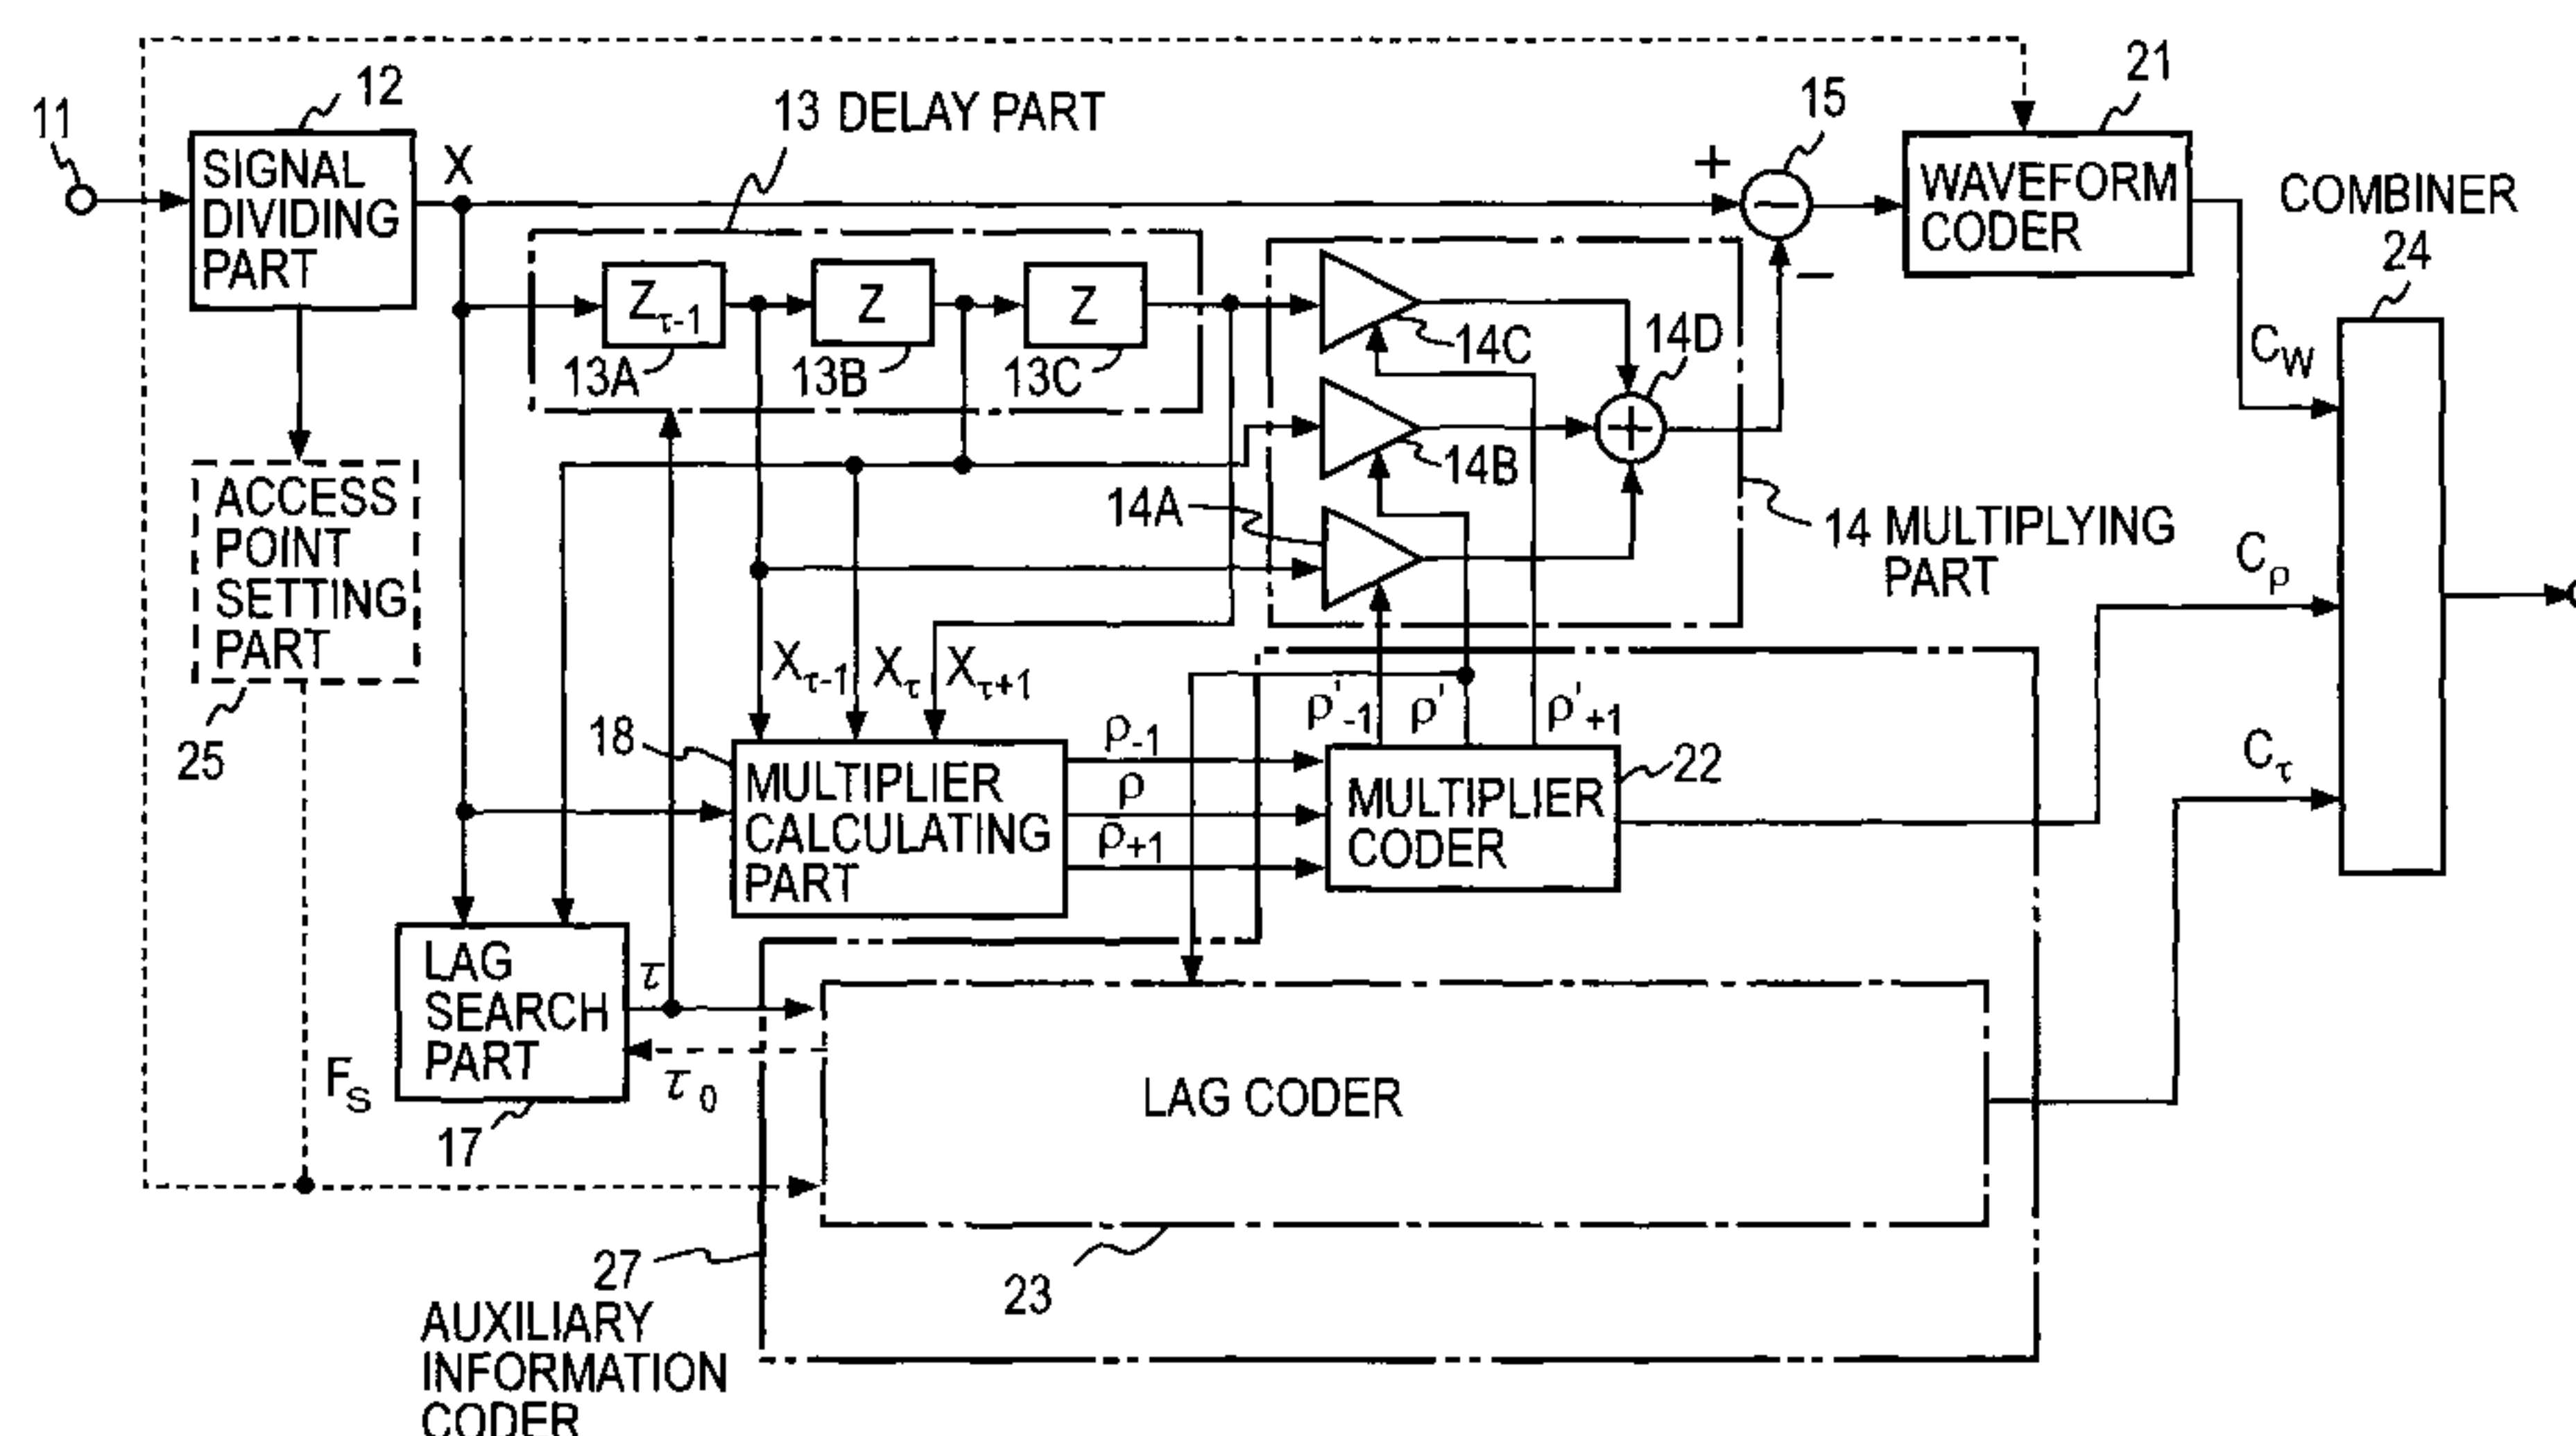 11
12
SIGNAL
DIVIDING
PART
X
13 DELAY PART
Zτ-1
Z
Z
13A
13B
13C
14C
14D
14B
14A
14 MULTIPLYING
PART
+
−
15
−
+
21
WAVEFORM
CODER
COMBINER
24
CW
Cρ
Cτ
ACCESS
POINT
SETTING
PART
25
Xτ-1
Xτ
Xτ+1
18
MULTIPLIER
CALCULATING
PART
ρ-1
ρ
ρ+1
ρ'-1
ρ'
ρ'+1
MULTIPLIER
CODER
22
LAG
SEARCH
PART
17
τ
τ0
FS
LAG CODER
23
27
AUXILIARY
INFORMATION
CODER